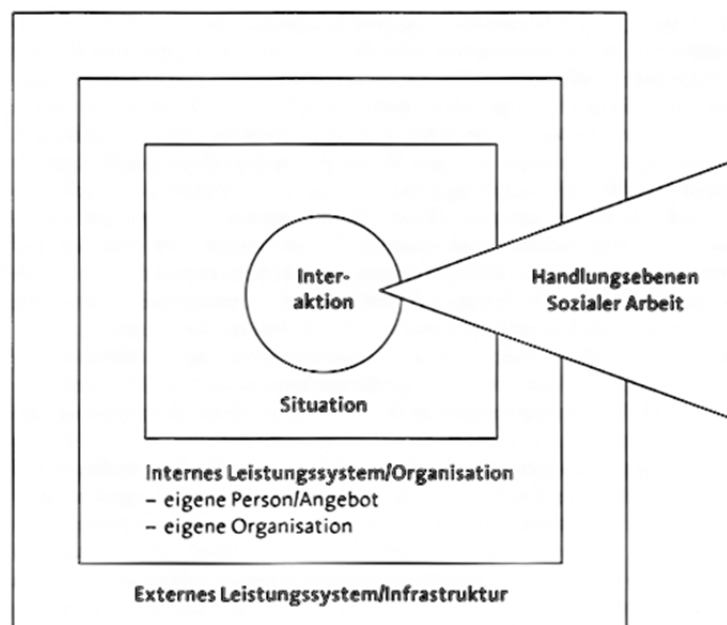 Inter-
aktion
Handlungsebenen
Sozialer Arbeit
Situation
Internes Leistungssystem/Organisation
– eigene Person/Angebot
– eigene Organisation
Externes Leistungssystem/Infrastruktur